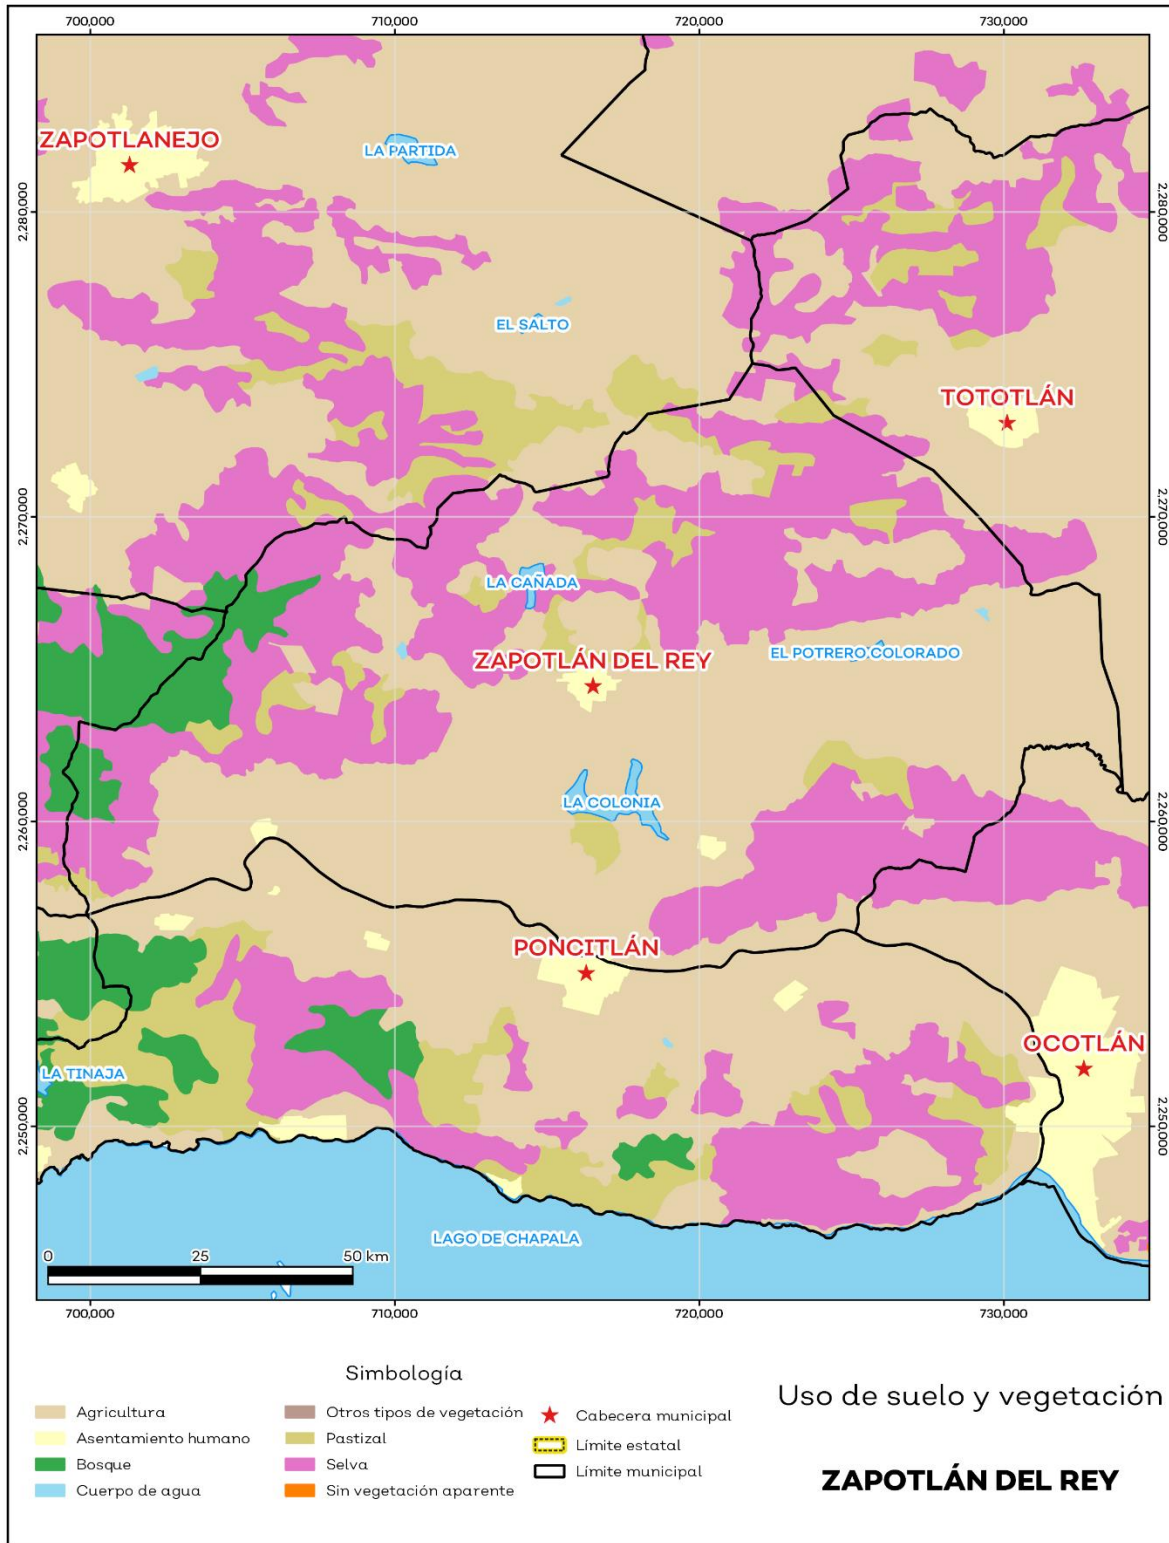 700,000 710,000 720,000 730,000
ZAPOTLANEJO
LA PARTIDA
2,280,000 2,280,000
EL SALTO
TOTOTLÁN
2,270,000 2,270,000
LA CAÑADA
ZAPOTLÁN DEL REY
EL POTRERO COLORADO
LA COLONIA
2,260,000 2,260,000
PONCITLÁN
OCOTLÁN
LA TINAJA
2,250,000 2,250,000
LAGO DE CHAPALA
0 25 50 km
700,000 710,000 720,000 730,000
Simbología
Agricultura
Asentamiento humano
Bosque
Cuerpo de agua
Otros tipos de vegetación
Pastizal
Selva
Sin vegetación aparente
Cabecera municipal
Límite estatal
Límite municipal
Uso de suelo y vegetación
ZAPOTLÁN DEL REY